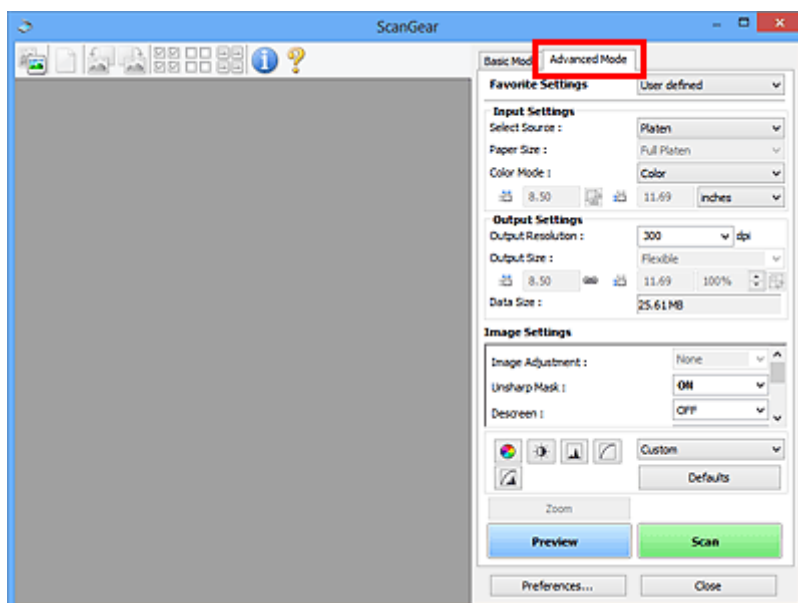 ScanGear
Basic Mod Advanced Mode
Favorite Settings User defined
Input Settings
Select Source : Platen
Paper Size : Full Platen
Color Mode : Color
8.50 11.69 inches
Output Settings
Output Resolution : 300 dpi
Output Size : Flexible
8.50 11.69 100%
Data Size : 25.61MB
Image Settings
Image Adjustment : None
Unsharp Mask : ON
Descreen : OFF
Custom
Defaults
Zoom
Preview Scan
Preferences... Close